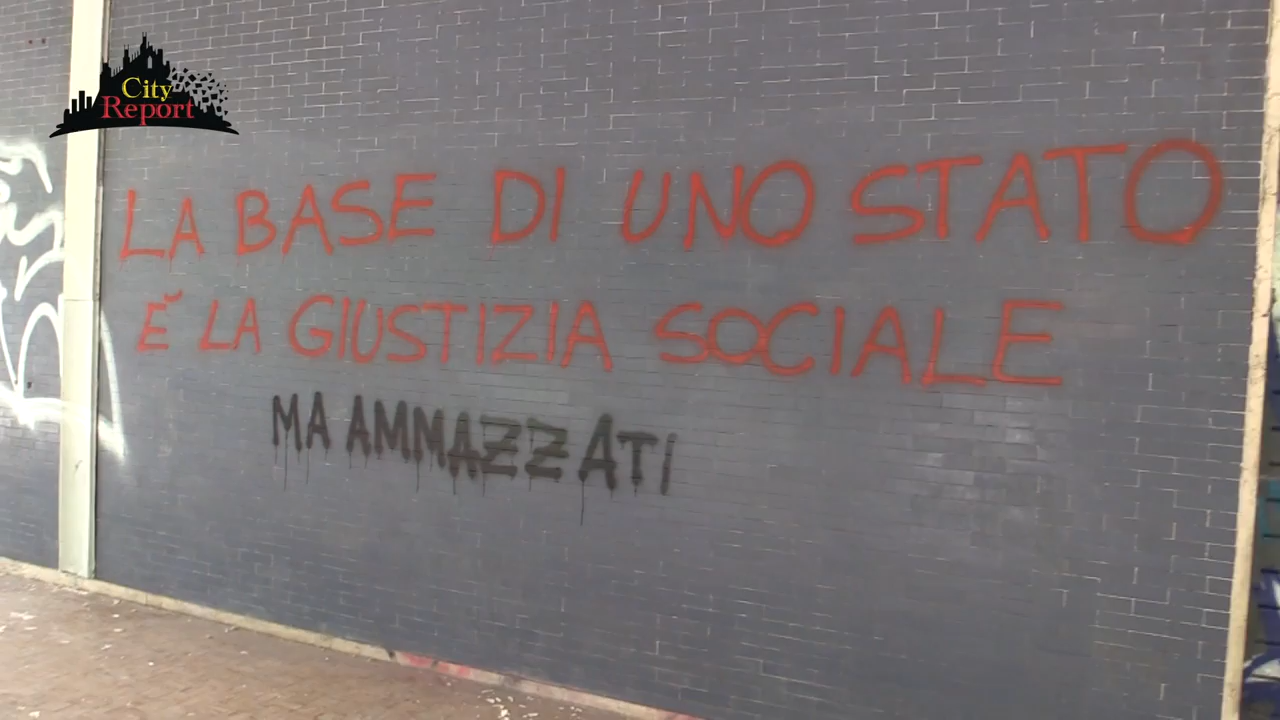 City
Report
LA BASE DI UNO STATO
È LA GIUSTIZIA SOCIALE
MA AMMAZZATI